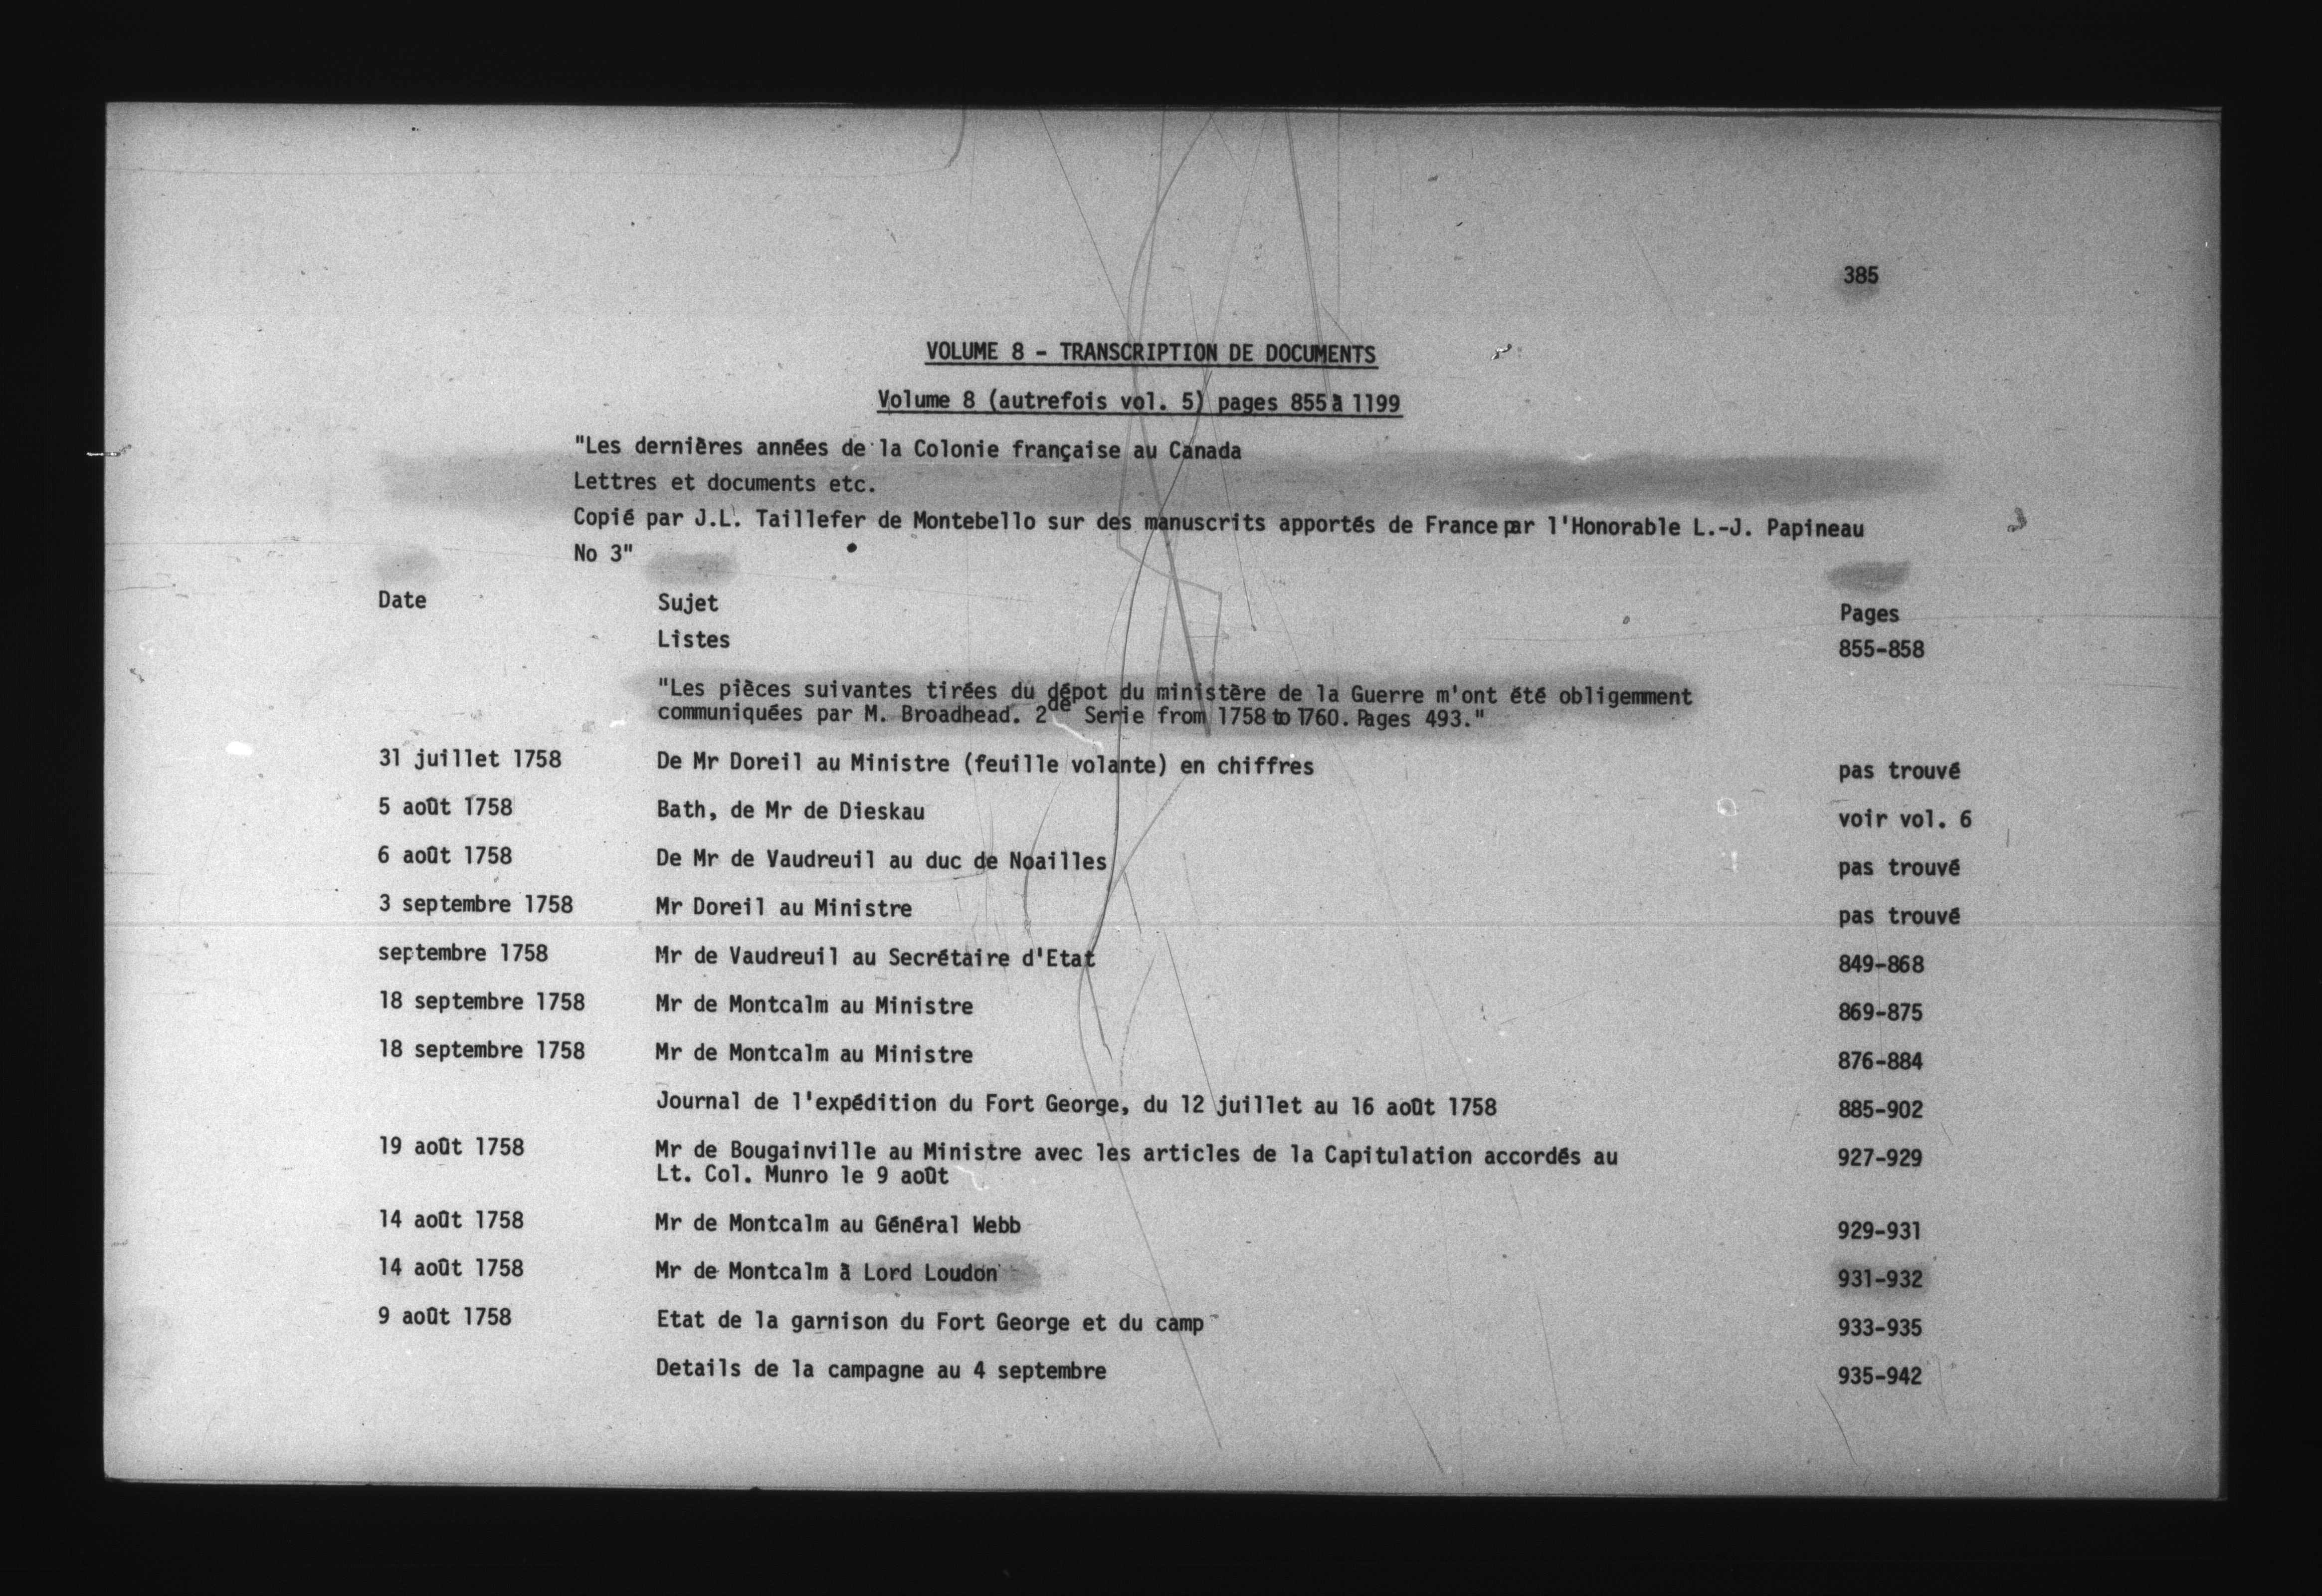 385
VOLUME 8 - TRANSCRIPTION DE DOCUMENTS
Volume 8 (autrefois vol. 5) pages 855 à 1199
"Les dernières années de la Colonie française au Canada
Lettres et documents etc.
Copié par J.L. Taillefer de Montebello sur des manuscrits apportés de France par l'Honorable L.-J. Papineau
No 3"
Date Sujet Pages
Listes 855-858
"Les pièces suivantes tirées du dépot du ministère de la Guerre m'ont été obligemment
communiquées par M. Broadhead. 2de Serie from 1758 to 1760. Pages 493."
31 juillet 1758 De Mr Doreil au Ministre (feuille volante) en chiffres pas trouvé
5 août 1758 Bath, de Mr de Dieskau voir vol. 6
6 août 1758 De Mr de Vaudreuil au duc de Noailles pas trouvé
3 septembre 1758 Mr Doreil au Ministre pas trouvé
septembre 1758 Mr de Vaudreuil au Secrétaire d'Etat 849-868
18 septembre 1758 Mr de Montcalm au Ministre 869-875
18 septembre 1758 Mr de Montcalm au Ministre 876-884
Journal de l'expédition du Fort George, du 12 juillet au 16 août 1758 885-902
19 août 1758 Mr de Bougainville au Ministre avec les articles de la Capitulation accordés au 927-929
Lt. Col. Munro le 9 août
14 août 1758 Mr de Montcalm au Général Webb 929-931
14 août 1758 Mr de Montcalm à Lord Loudon 931-932
9 août 1758 Etat de la garnison du Fort George et du camp 933-935
Details de la campagne au 4 septembre 935-942